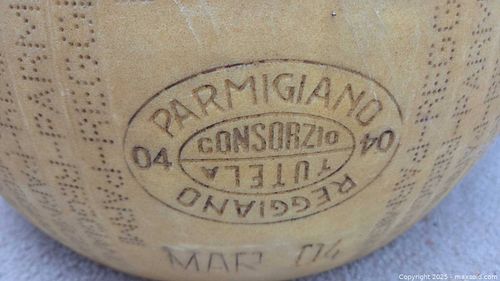 PARMIGIANO
04 CONSORZIO 04
TUTELA
REGGIANO
MAR 04
Copyright 2025 - maxsold.com